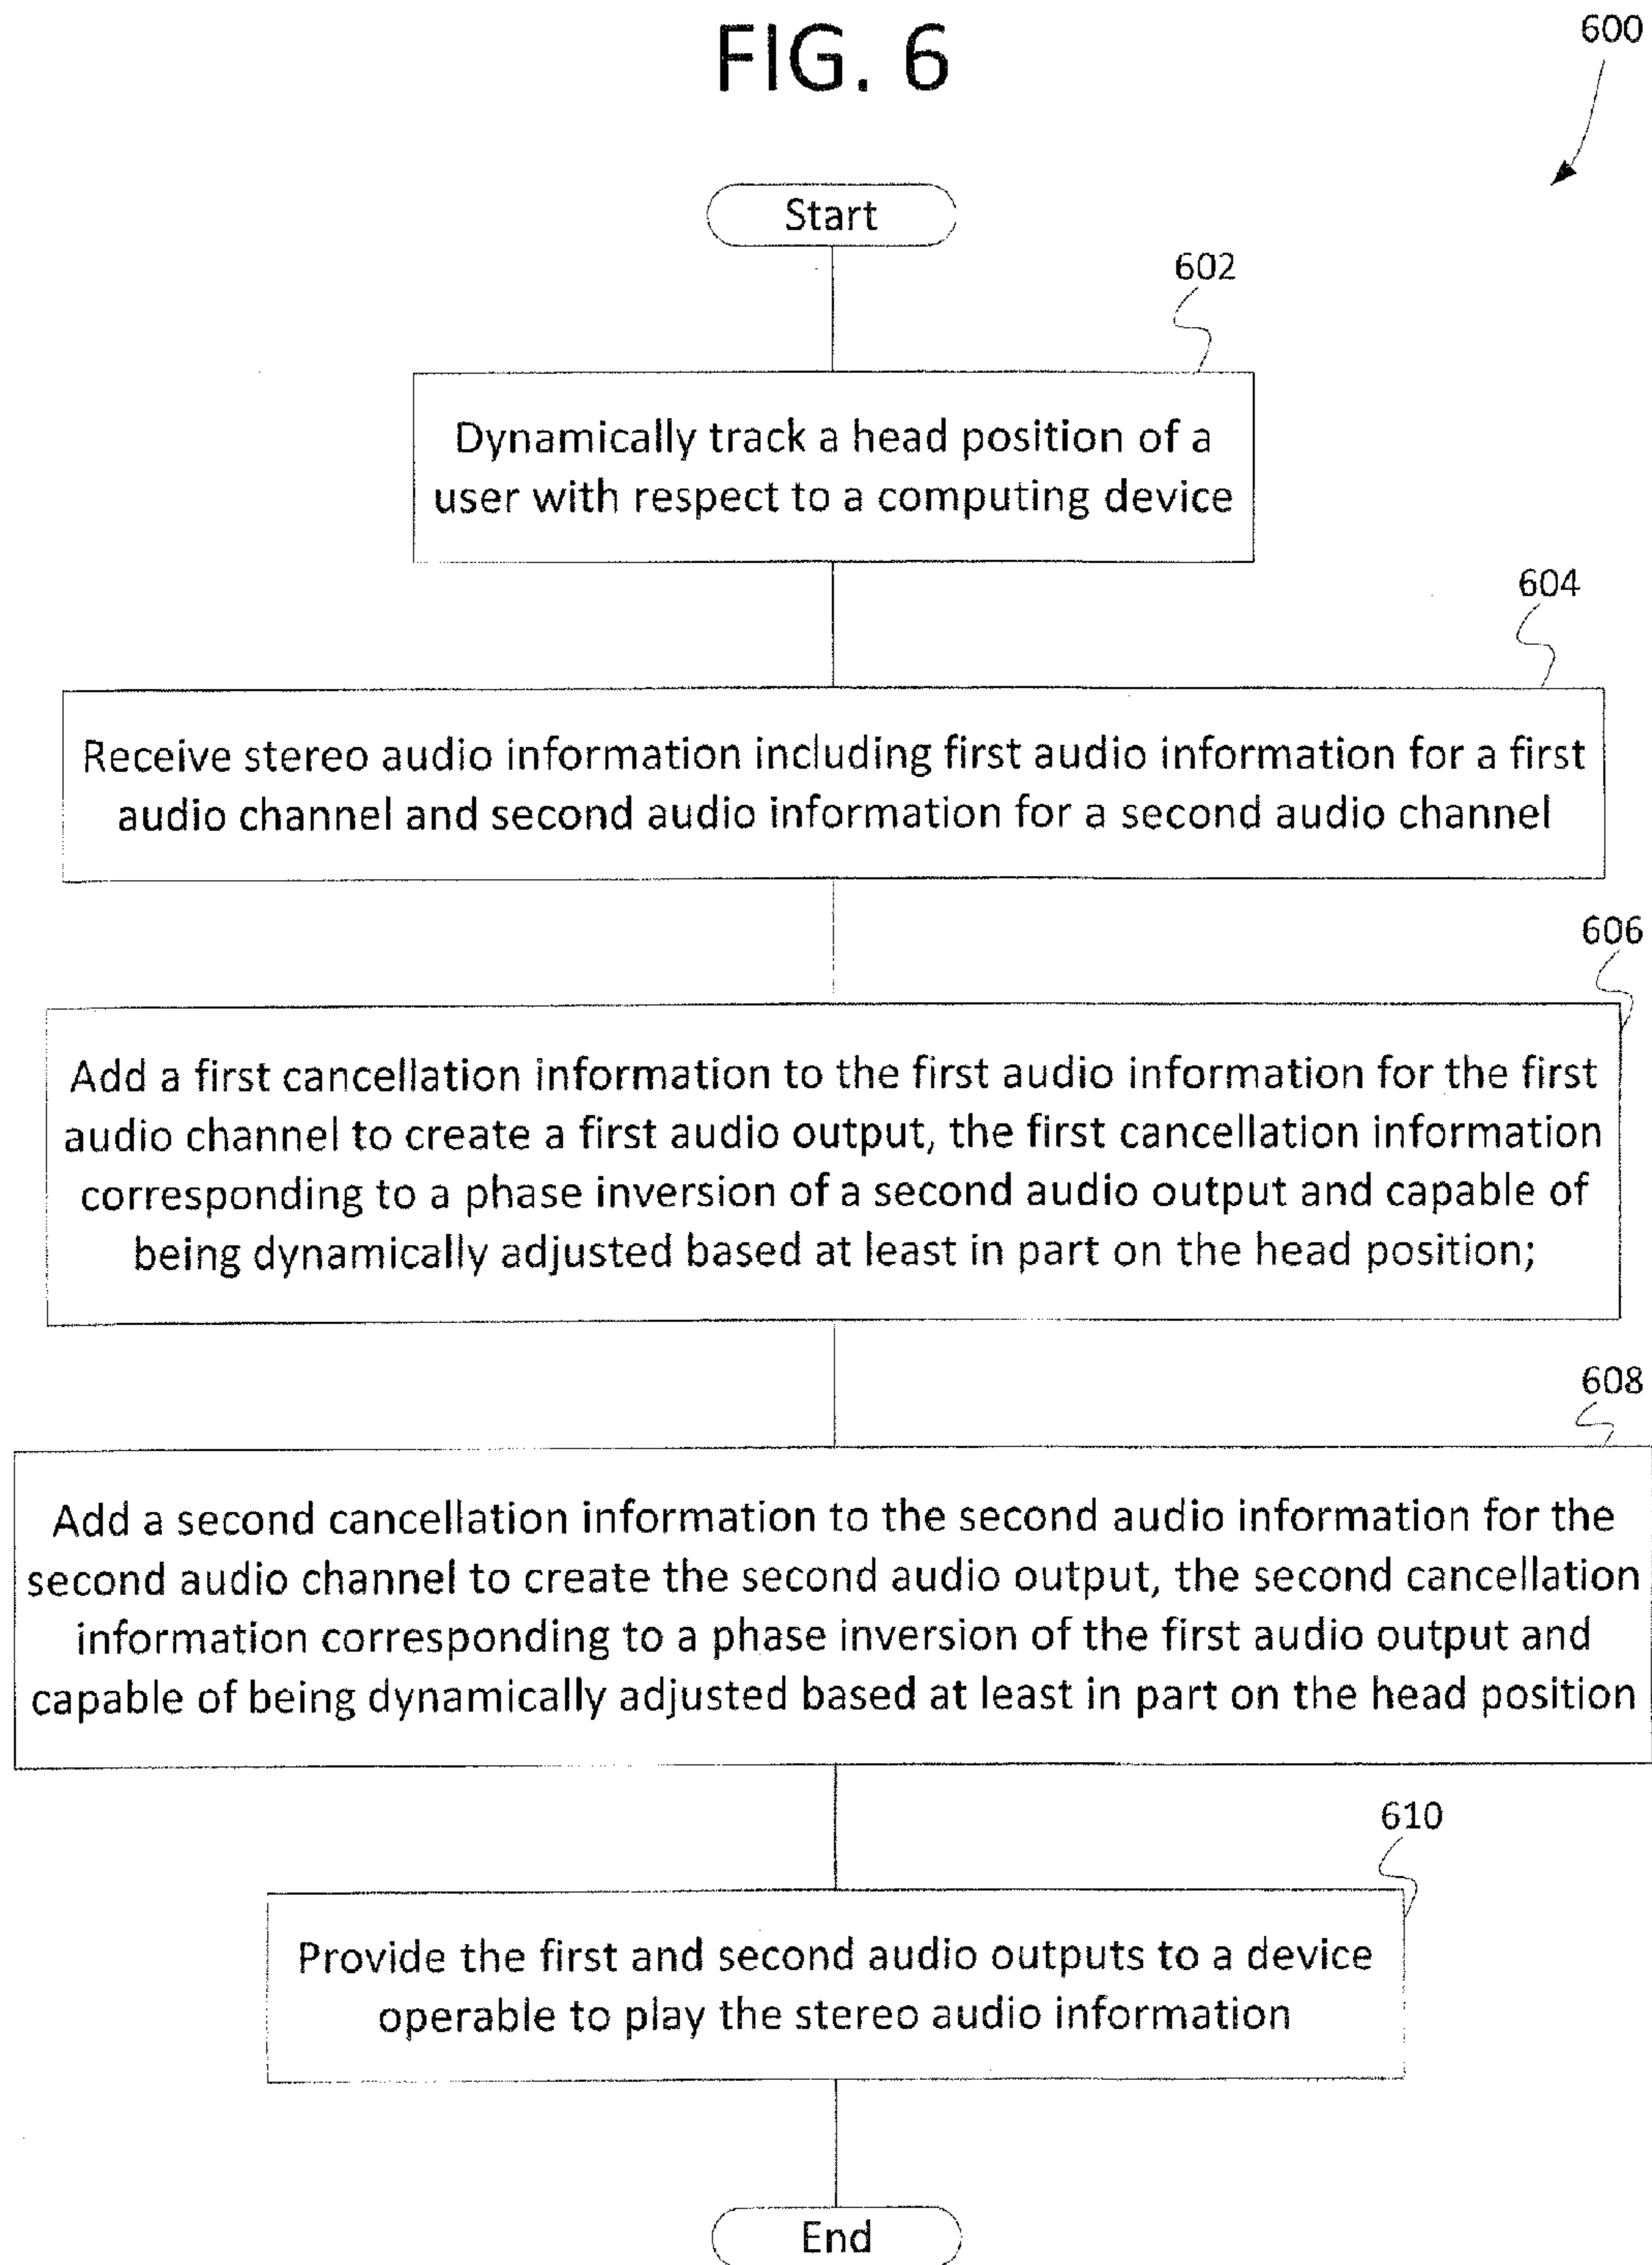 FIG. 6
600
Start
602
Dynamically track a head position of a
user with respect to a computing device
604
Receive stereo audio information including first audio information for a first
audio channel and second audio information for a second audio channel
606
Add a first cancellation information to the first audio information for the first
audio channel to create a first audio output, the first cancellation information
corresponding to a phase inversion of a second audio output and capable of
being dynamically adjusted based at least in part on the head position;
608
Add a second cancellation information to the second audio information for the
second audio channel to create the second audio output, the second cancellation
information corresponding to a phase inversion of the first audio output and
capable of being dynamically adjusted based at least in part on the head position
610
Provide the first and second audio outputs to a device
operable to play the stereo audio information
End